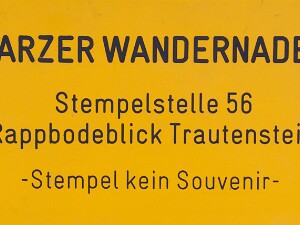 ARZER WANDERNADE
Stempelstelle 56
Rappbodeblick Trautenstei
-Stempel kein Souvenir-